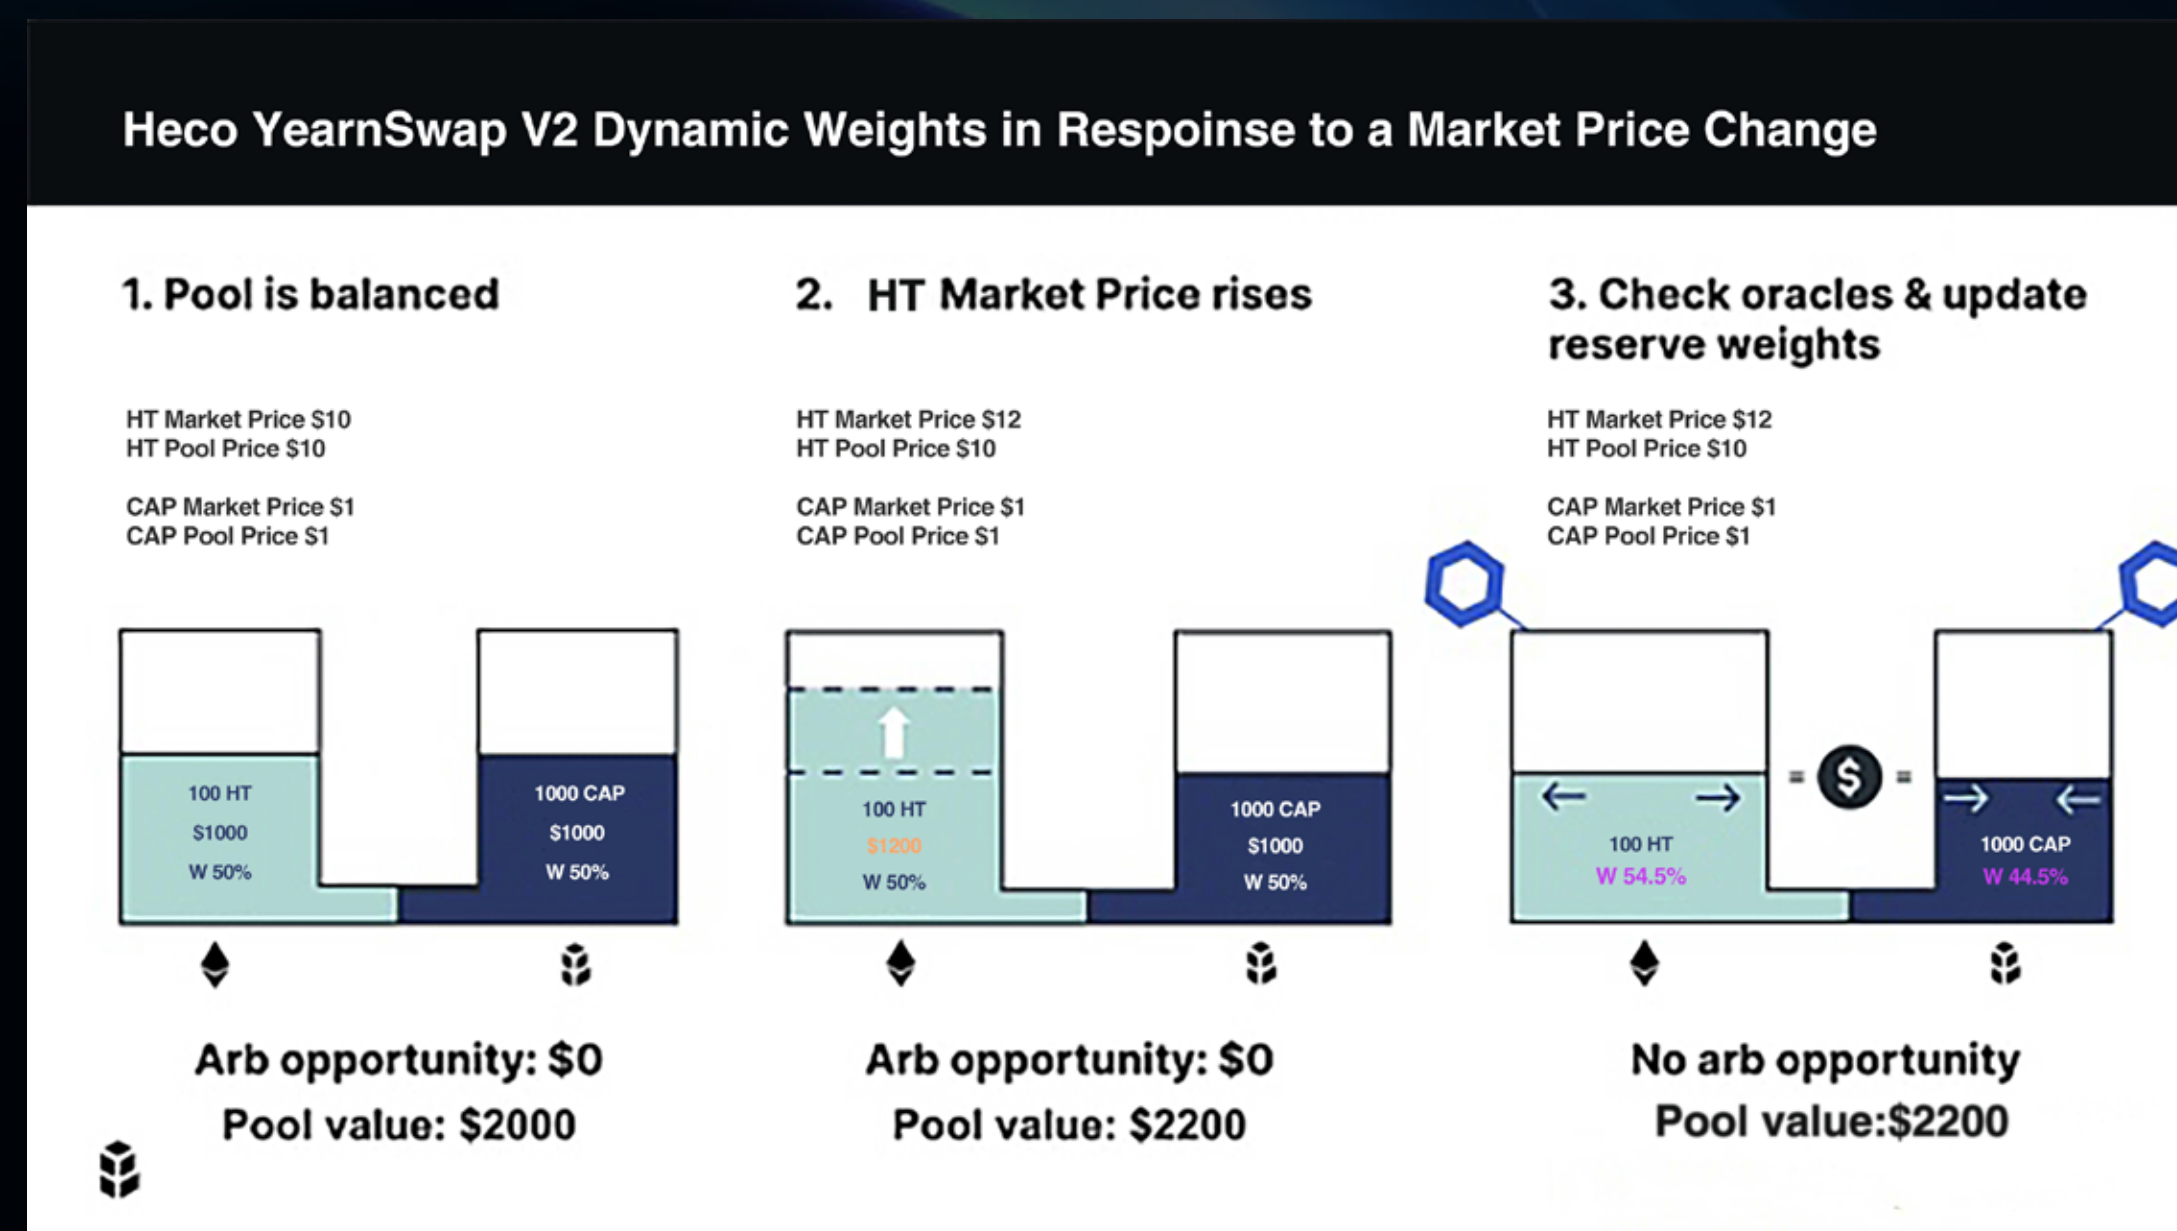 Heco YearnSwap V2 Dynamic Weights in Respoinse to a Market Price Change
1. Pool is balanced
HT Market Price $10
HT Pool Price $10
CAP Market Price $1
CAP Pool Price $1
100 HT
$1000
W 50%
1000 CAP
$1000
W 50%
Arb opportunity: $0
Pool value: $2000
2. HT Market Price rises
HT Market Price $12
HT Pool Price $10
CAP Market Price $1
CAP Pool Price $1
100 HT
$1200
W 50%
1000 CAP
$1000
W 50%
Arb opportunity: $0
Pool value: $2200
3. Check oracles & update
reserve weights
HT Market Price $12
HT Pool Price $10
CAP Market Price $1
CAP Pool Price $1
100 HT
W 54.5%
= $ =
1000 CAP
W 44.5%
No arb opportunity
Pool value:$2200